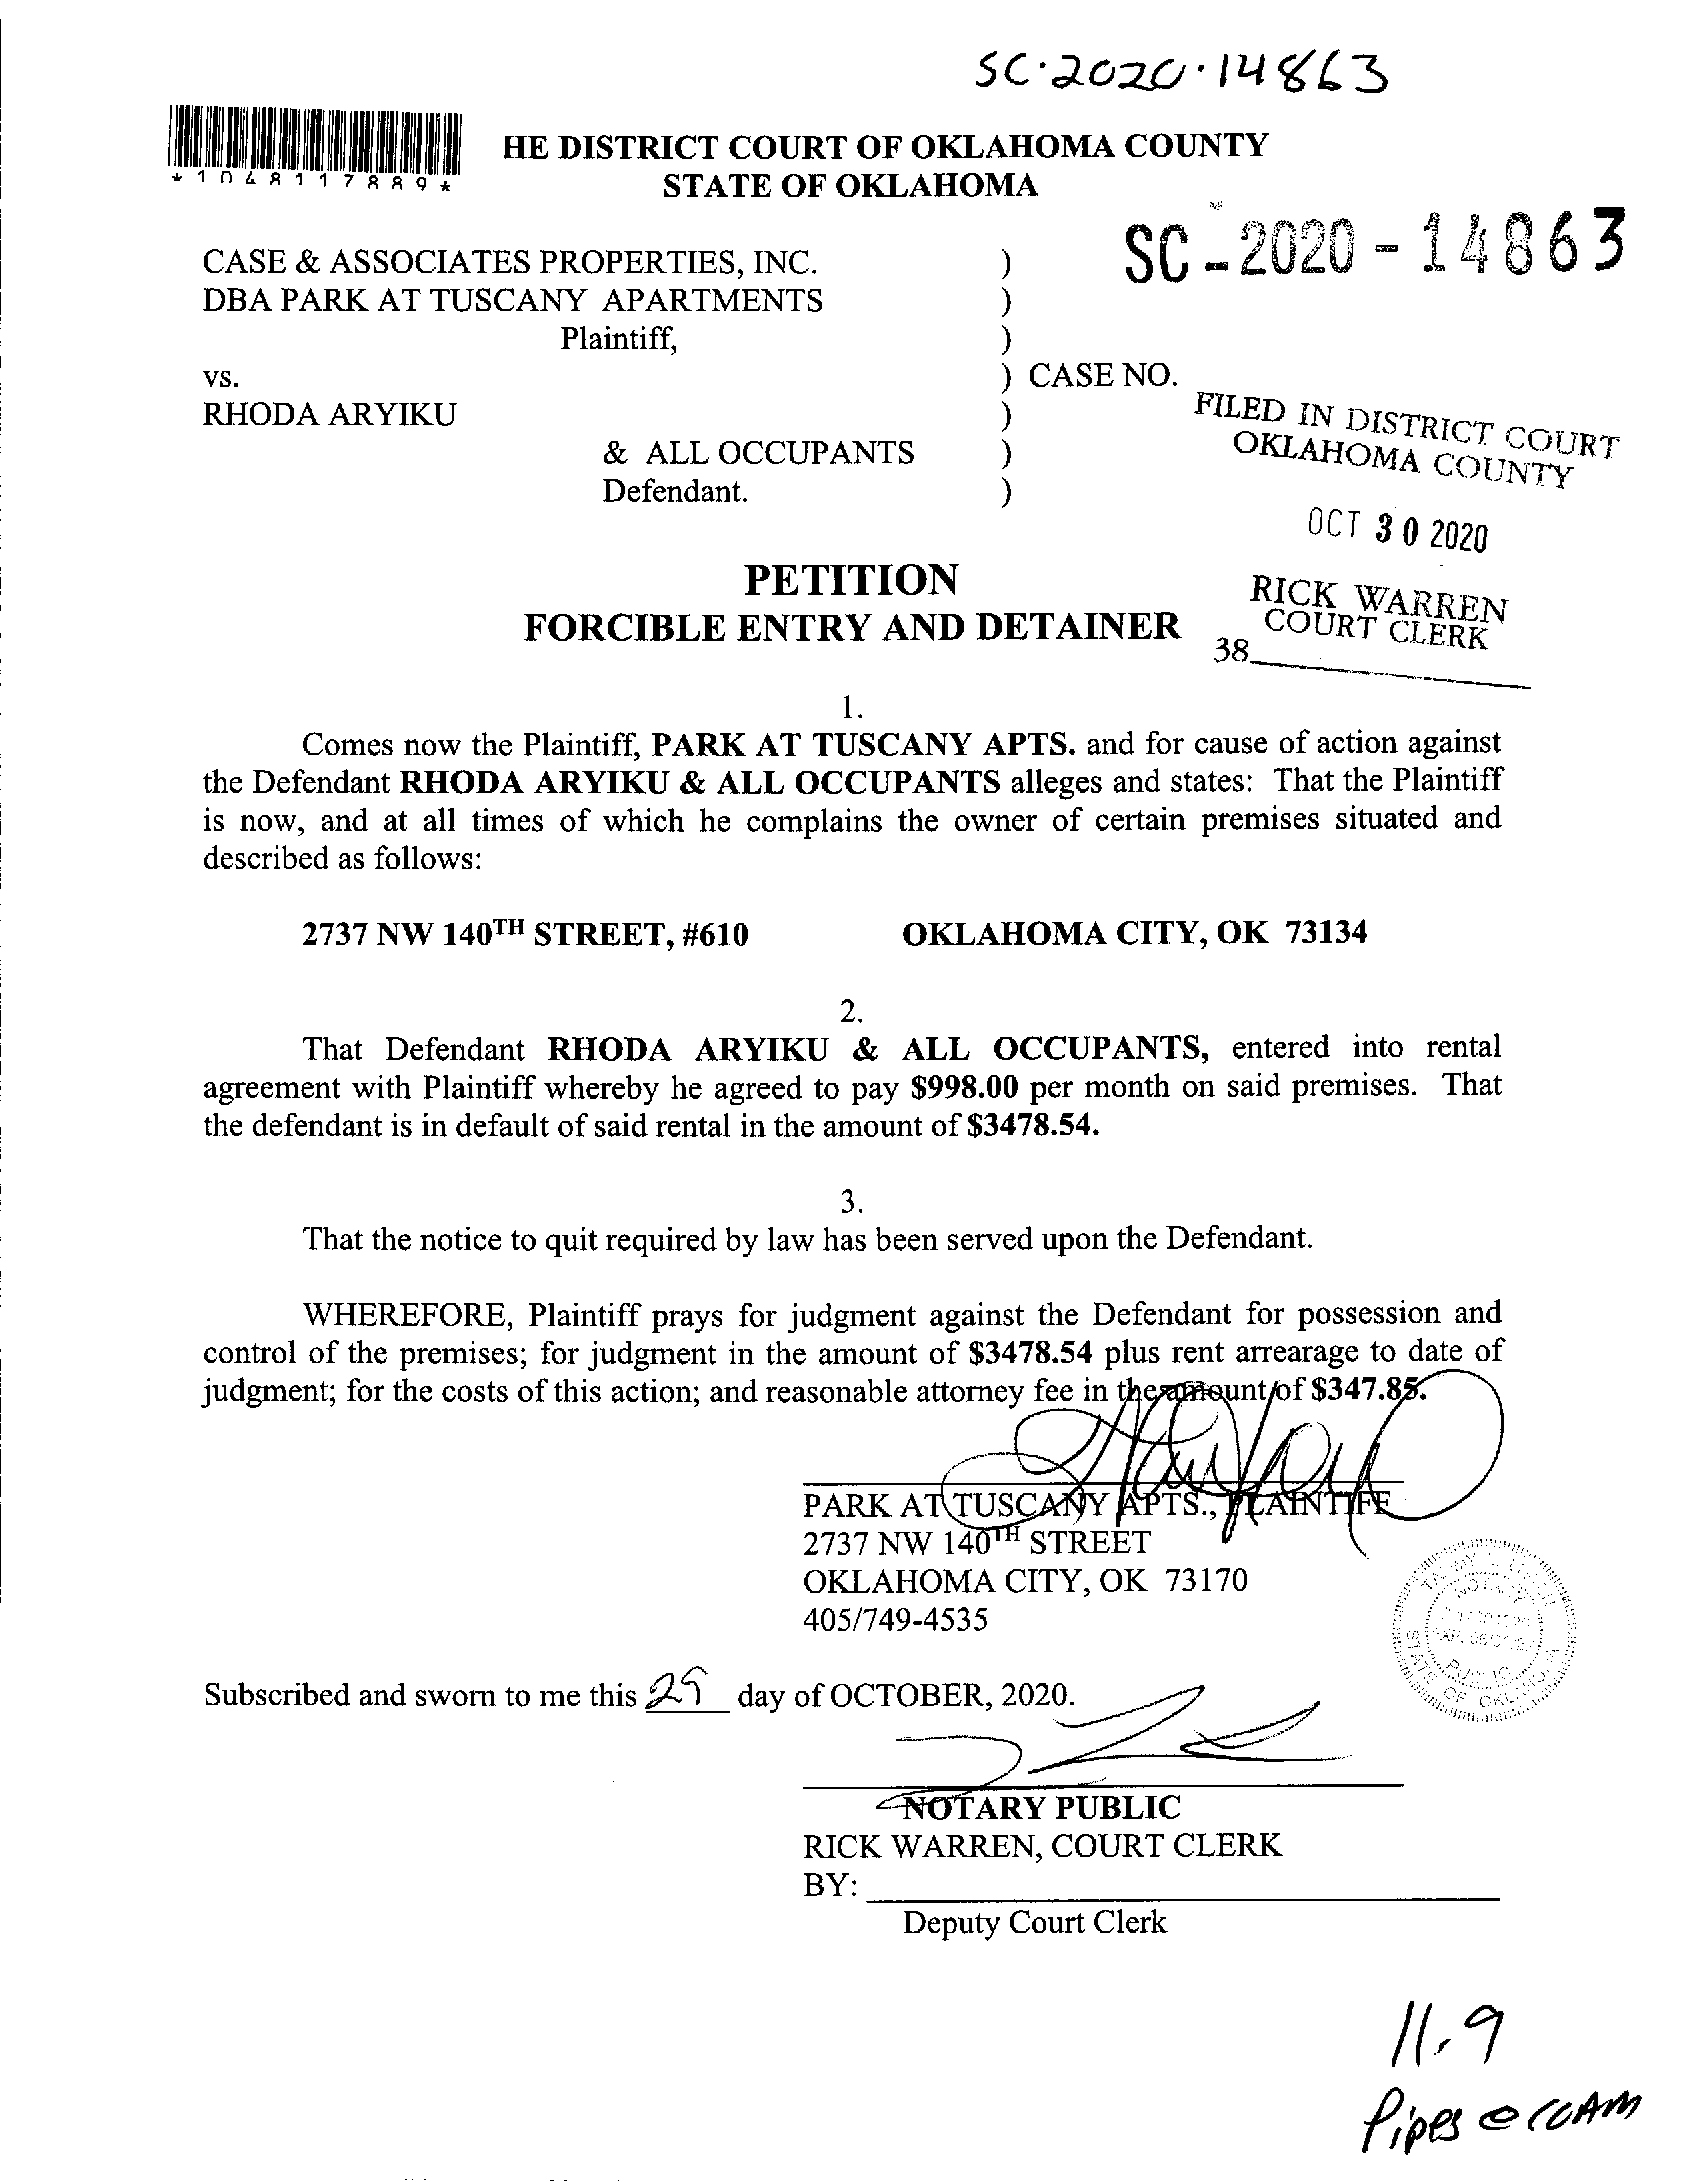 SC·2020·14863
*1048117889*
HE DISTRICT COURT OF OKLAHOMA COUNTY
STATE OF OKLAHOMA
SC-2020-14863
CASE & ASSOCIATES PROPERTIES, INC. )
DBA PARK AT TUSCANY APARTMENTS )
Plaintiff, )
vs. ) CASE NO.
RHODA ARYIKU )
& ALL OCCUPANTS )
Defendant. )
FILED IN DISTRICT COURT
OKLAHOMA COUNTY
OCT 30 2020
RICK WARREN
COURT CLERK
38
PETITION
FORCIBLE ENTRY AND DETAINER
1.
Comes now the Plaintiff, PARK AT TUSCANY APTS. and for cause of action against
the Defendant RHODA ARYIKU & ALL OCCUPANTS alleges and states: That the Plaintiff
is now, and at all times of which he complains the owner of certain premises situated and
described as follows:
2737 NW 140TH STREET, #610 OKLAHOMA CITY, OK 73134
2.
That Defendant RHODA ARYIKU & ALL OCCUPANTS, entered into rental
agreement with Plaintiff whereby he agreed to pay $998.00 per month on said premises. That
the defendant is in default of said rental in the amount of $3478.54.
3.
That the notice to quit required by law has been served upon the Defendant.
WHEREFORE, Plaintiff prays for judgment against the Defendant for possession and
control of the premises; for judgment in the amount of $3478.54 plus rent arrearage to date of
judgment; for the costs of this action; and reasonable attorney fee in the amount of $347.85.
PARK AT TUSCANY APTS., PLAINTIFF
2737 NW 140TH STREET
OKLAHOMA CITY, OK 73170
405/749-4535
Subscribed and sworn to me this 29 day of OCTOBER, 2020.
NOTARY PUBLIC
RICK WARREN, COURT CLERK
BY:
Deputy Court Clerk
11.9
Pipes @